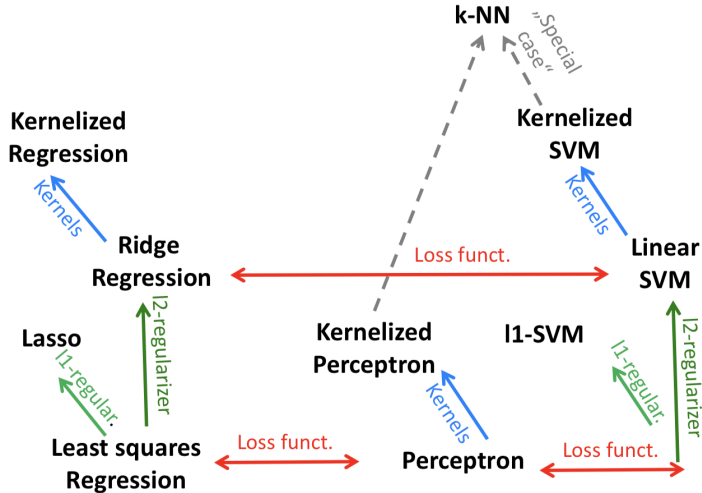 k-NN
„Special
case“
Kernelized
Regression
Kernelized
SVM
Kernels
Kernels
Ridge
Regression
Loss funct.
Linear
SVM
Lasso
l1-regular.
l2-regularizer
Kernelized
Perceptron
l1-SVM
l1-regular.
l2-regularizer
Kernels
Least squares
Regression
Loss funct.
Perceptron
Loss funct.